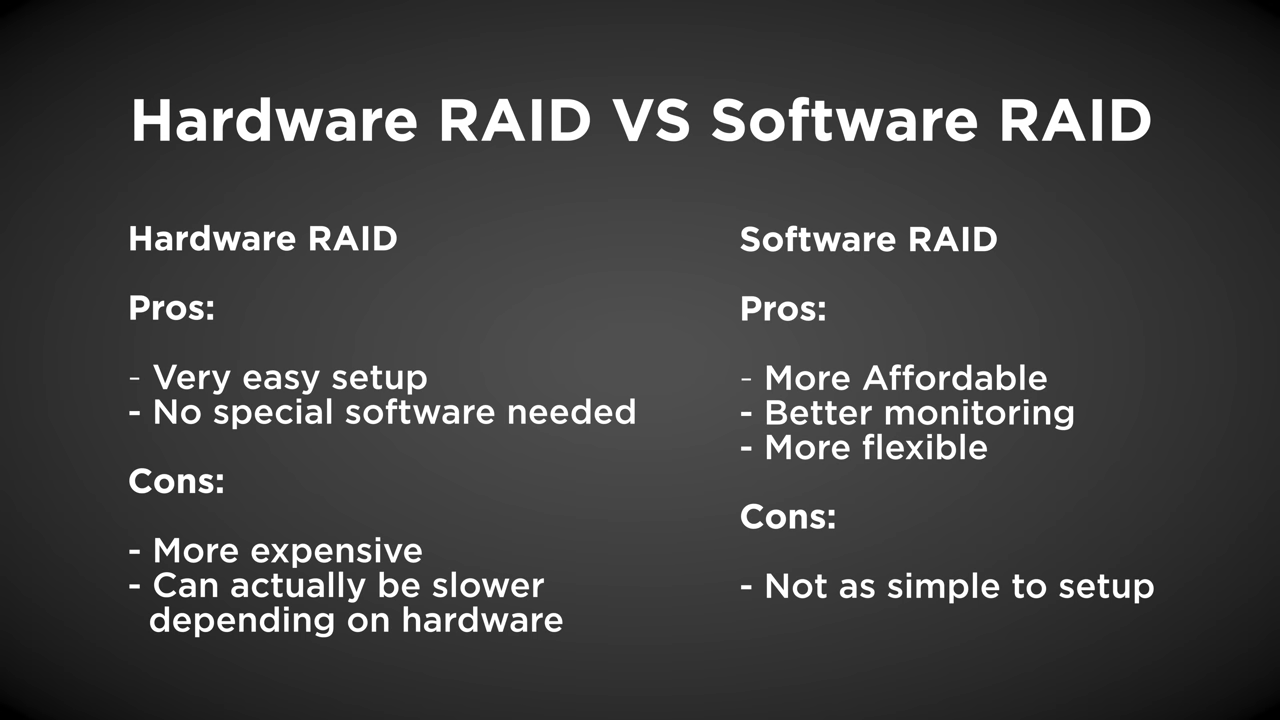 Hardware RAID VS Software RAID
Hardware RAID
Pros:
- Very easy setup
- No special software needed
Cons:
- More expensive
- Can actually be slower
depending on hardware
Software RAID
Pros:
- More Affordable
- Better monitoring
- More flexible
Cons:
- Not as simple to setup